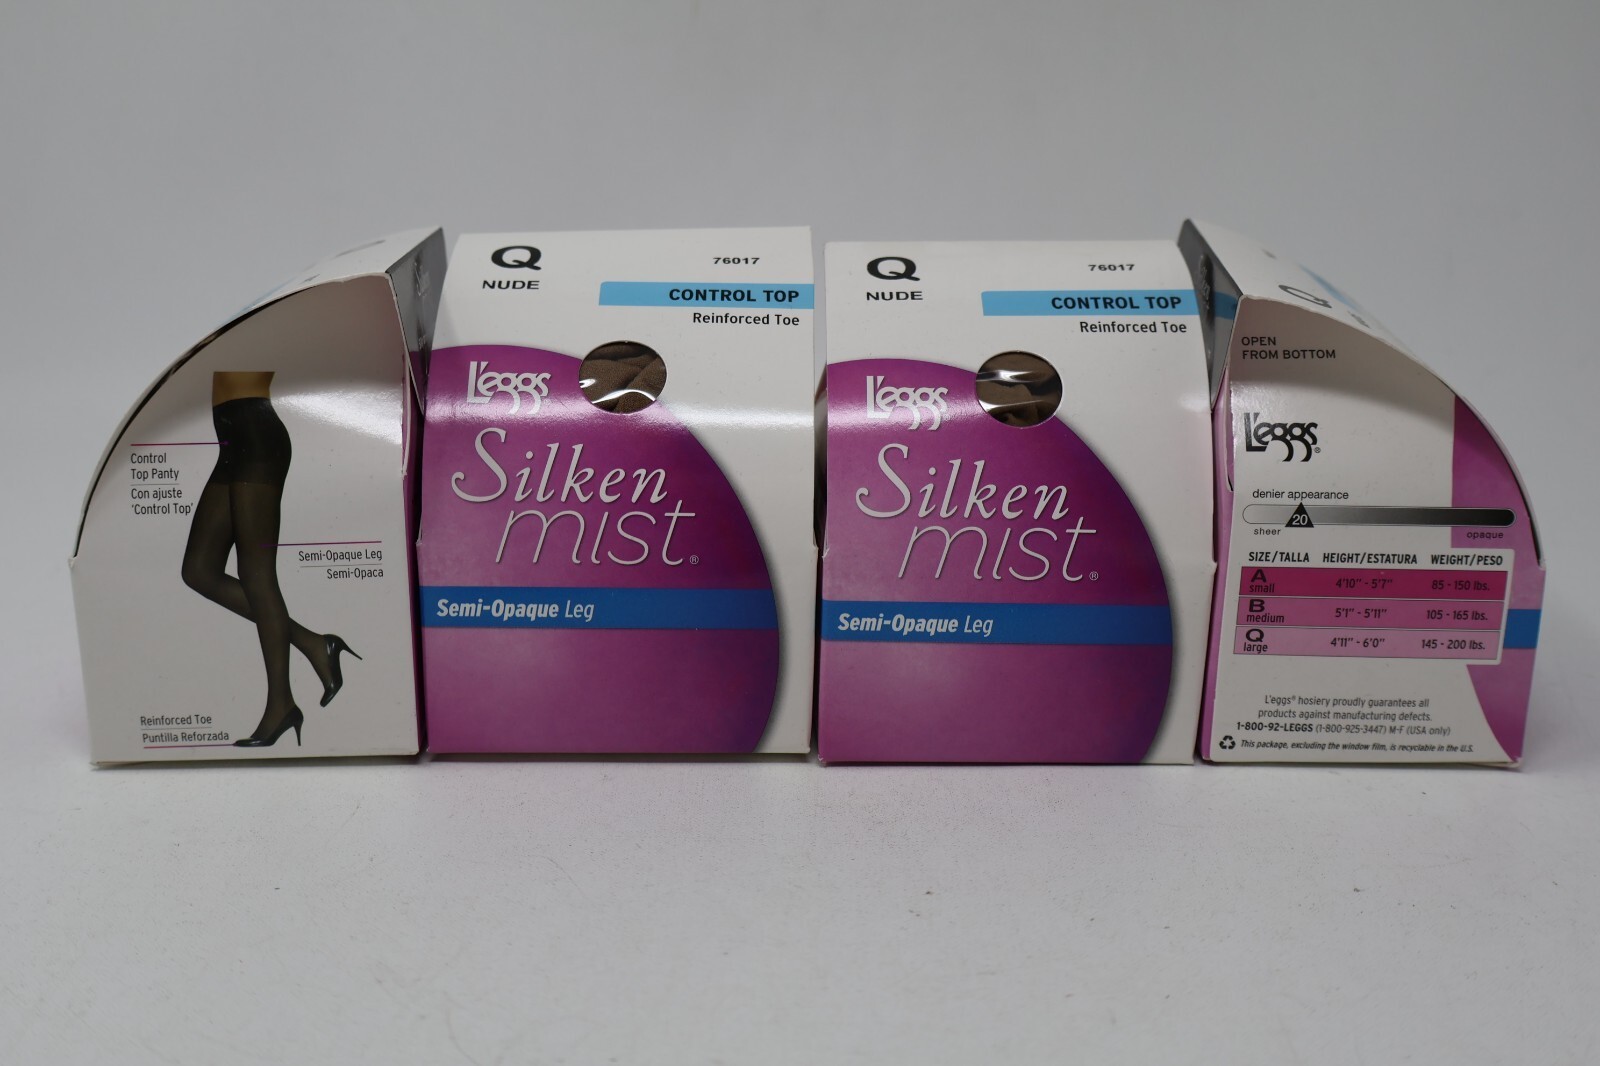 Control
Top Panty
Con ajuste
'Control Top'
Semi-Opaque Leg
Semi-Opaca
Reinforced Toe
Puntilla Reforzada
Q
NUDE
76017
CONTROL TOP
Reinforced Toe
L'eggs
Silken
mist®
Semi-Opaque Leg
Q
NUDE
76017
CONTROL TOP
Reinforced Toe
L'eggs
Silken
mist®
Semi-Opaque Leg
Q
OPEN
FROM BOTTOM
L'eggs®
denier appearance
20
sheer opaque
SIZE/TALLA HEIGHT/ESTATURA WEIGHT/PESO
A small 4'10" - 5'7" 85 - 150 lbs.
B medium 5'1" - 5'11" 105 - 165 lbs.
Q large 4'11" - 6'0" 145 - 200 lbs.
L'eggs® hosiery proudly guarantees all
products against manufacturing defects.
1-800-92-LEGGS (1-800-925-3447) M-F (USA only)
This package, excluding the window film, is recyclable in the U.S.